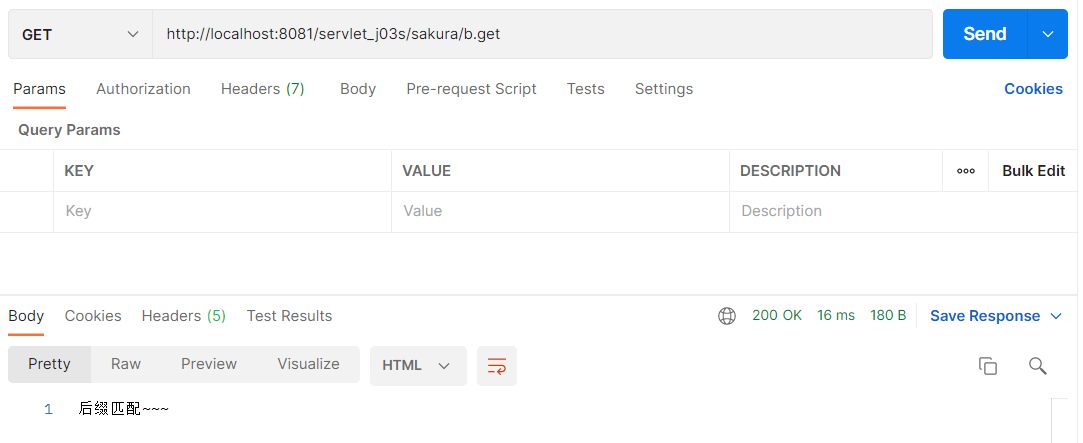 GET http://localhost:8081/servlet_j03s/sakura/b.get Send
Params Authorization Headers (7) Body Pre-request Script Tests Settings Cookies
Query Params
KEY VALUE DESCRIPTION Bulk Edit
Key Value Description
Body Cookies Headers (5) Test Results 200 OK 16 ms 180 B Save Response
Pretty Raw Preview Visualize HTML
1 后缀匹配~~~